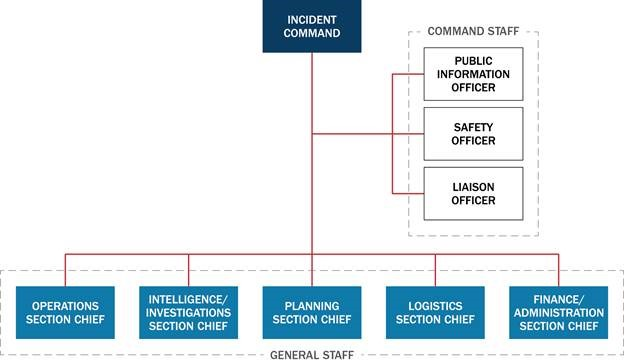 INCIDENT
COMMAND
COMMAND STAFF
PUBLIC
INFORMATION
OFFICER
SAFETY
OFFICER
LIAISON
OFFICER
OPERATIONS
SECTION CHIEF
INTELLIGENCE/
INVESTIGATIONS
SECTION CHIEF
PLANNING
SECTION CHIEF
LOGISTICS
SECTION CHIEF
FINANCE/
ADMINISTRATION
SECTION CHIEF
GENERAL STAFF